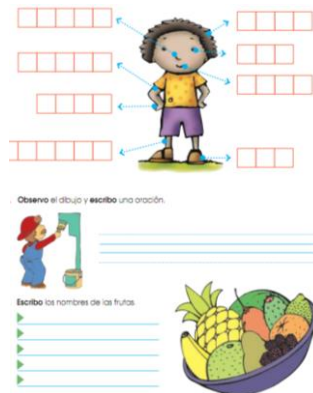 Observo el dibujo y escribo una oración.
Escribo los nombres de las frutas